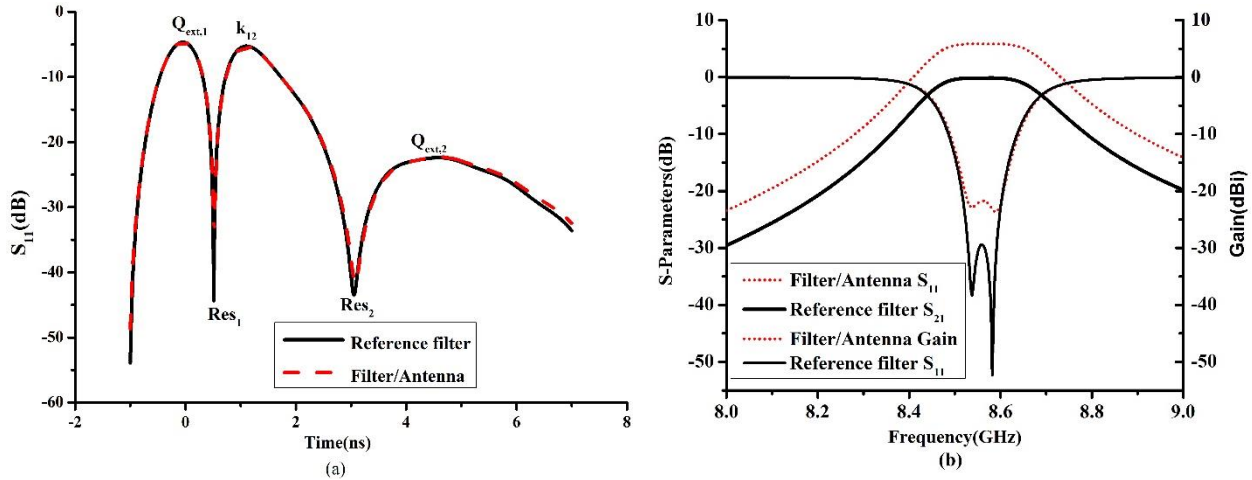 (a)
0
-10
-20
-30
-40
-50
-60
S11(dB)
Qext,1
k12
Qext,2
Res1
Res2
Reference filter
Filter/Antenna
-2
0
2
4
6
8
Time(ns)
(a)
(b)
10
0
-10
-20
-30
-40
-50
S-Parameters(dB)
10
0
-10
-20
-30
-40
-50
Gain(dBi)
Filter/Antenna S11
Reference filter S21
Filter/Antenna Gain
Reference filter S11
8.0
8.2
8.4
8.6
8.8
9.0
Frequency(GHz)
(b)